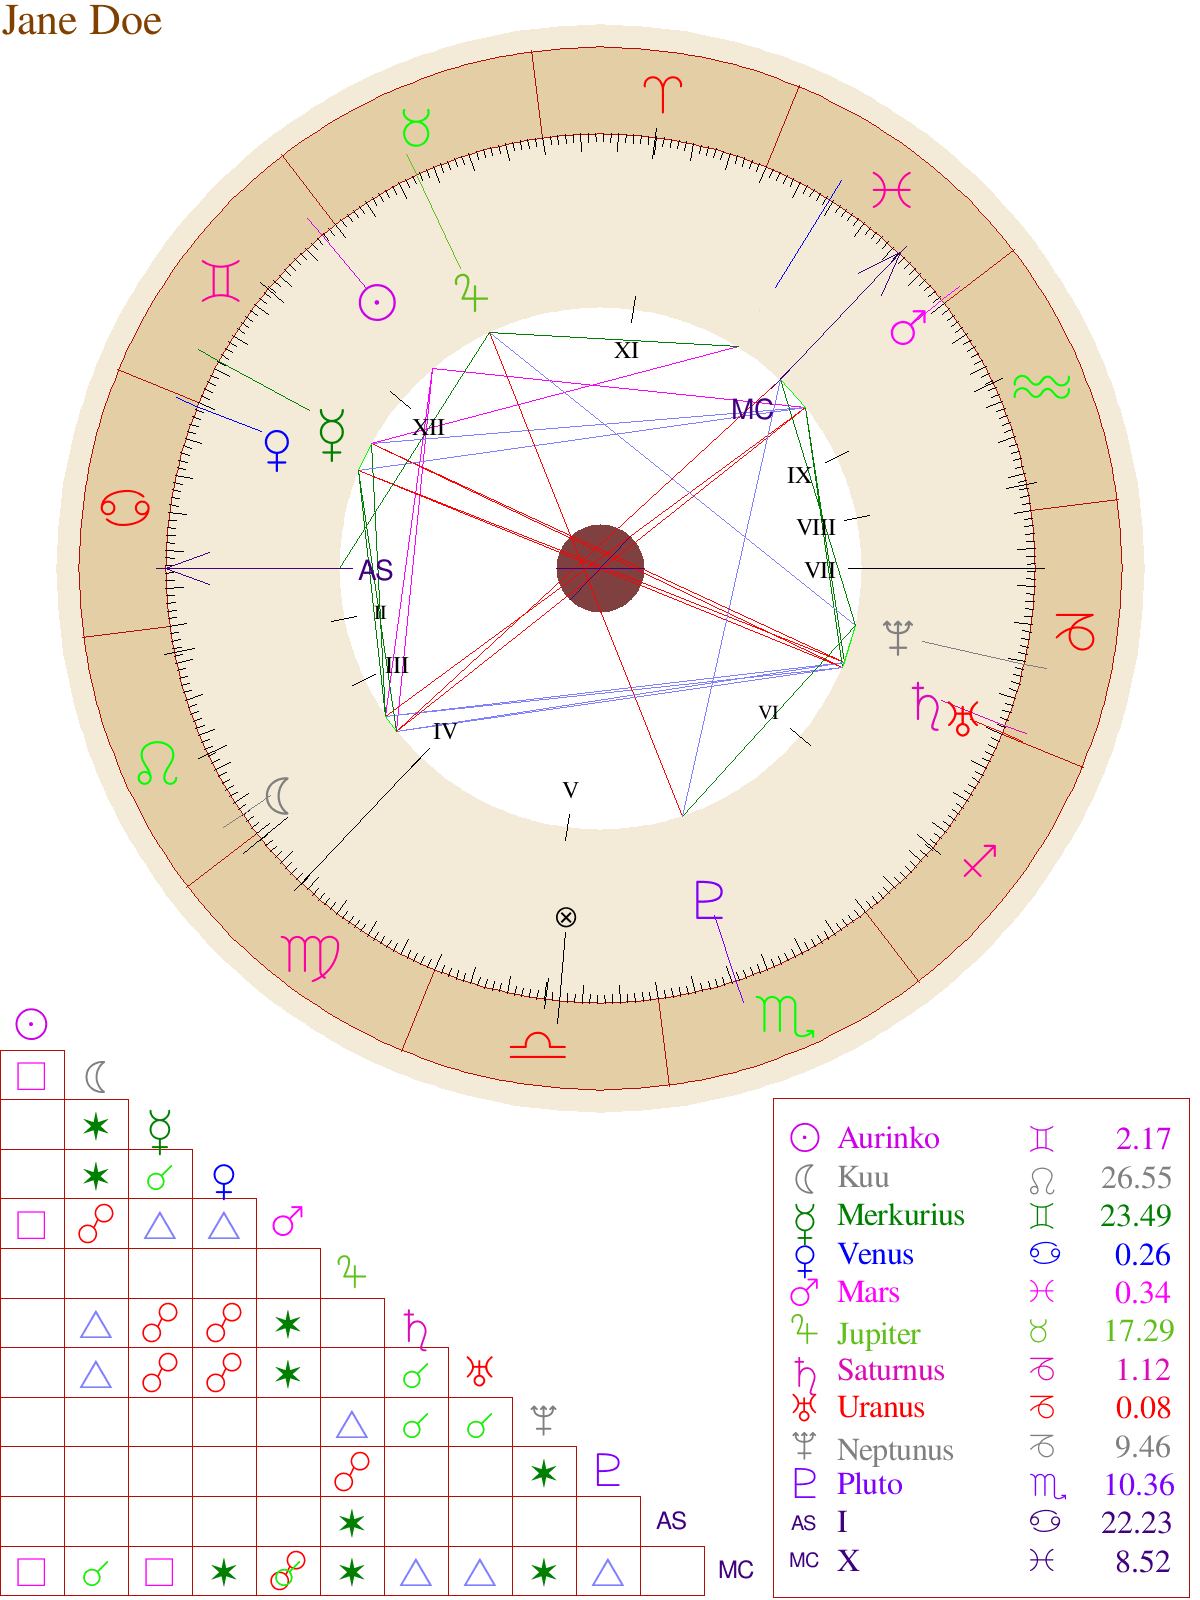 Jane Doe
XI
MC
XII
IX
VIII
AS
VII
II
III
VI
IV
V
Aurinko 2.17
Kuu 26.55
Merkurius 23.49
Venus 0.26
Mars 0.34
Jupiter 17.29
Saturnus 1.12
Uranus 0.08
Neptunus 9.46
Pluto 10.36
AS I 22.23
MC X 8.52
AS
MC